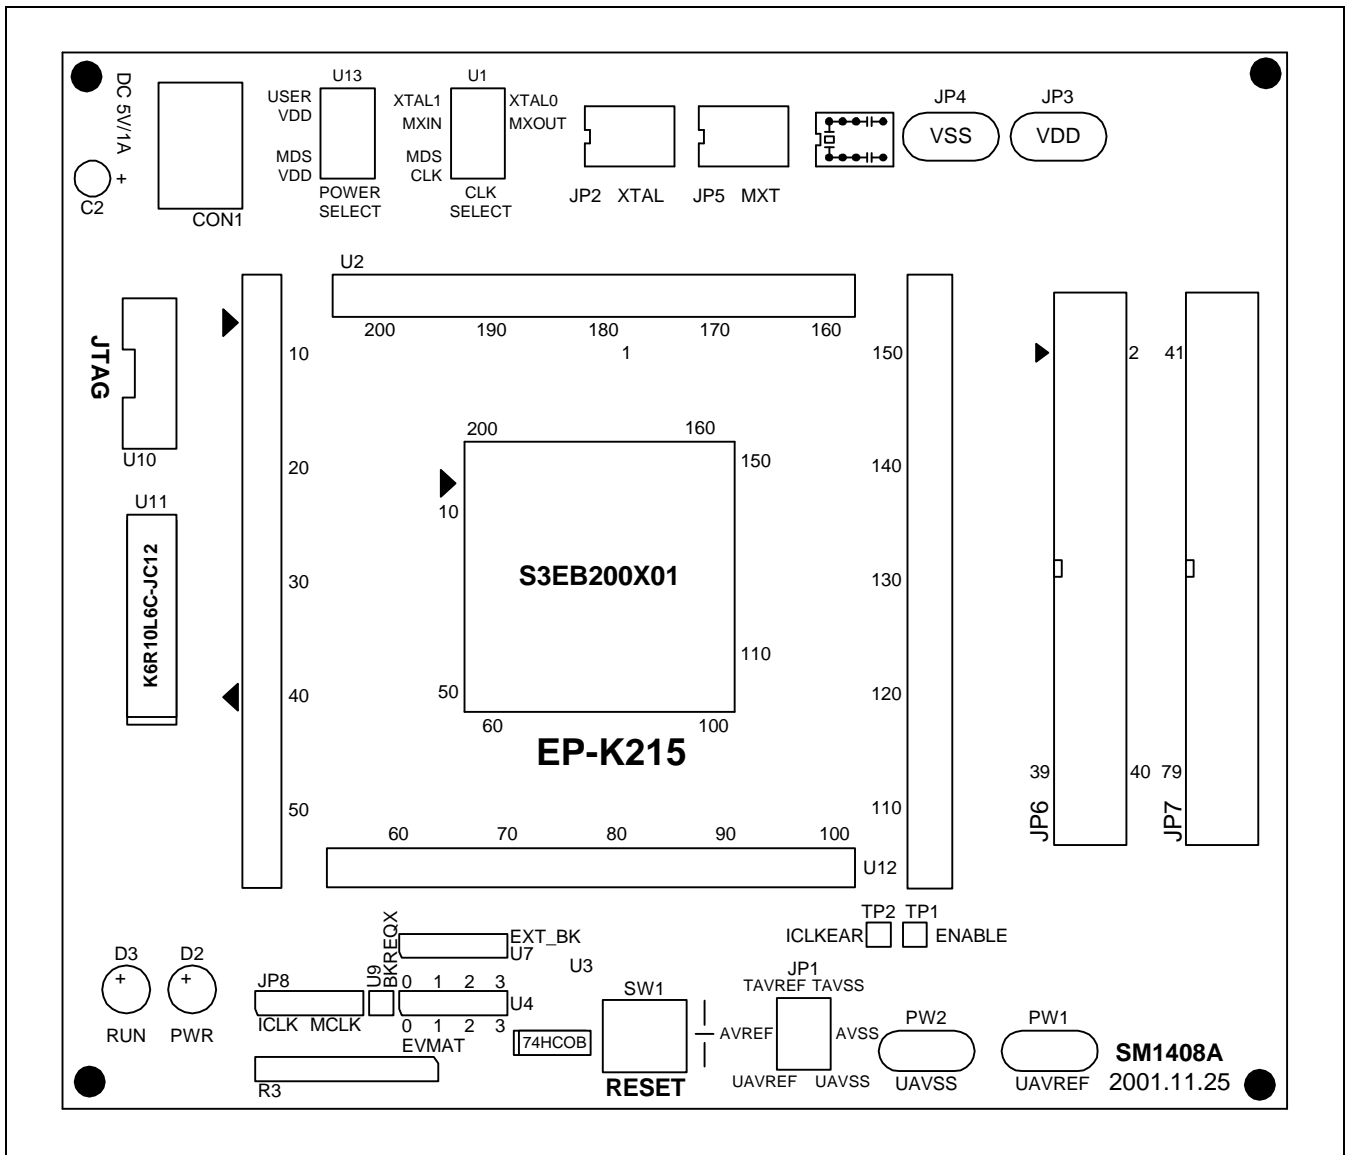 DC 5V/1A
+
C2
CON1
U13
USER
VDD
MDS
VDD
POWER
SELECT
U1
XTAL1
MXIN
MDS
CLK
XTAL0
MXOUT
CLK
SELECT
JP2 XTAL
JP5 MXT
JP4
VSS
JP3
VDD
U2
200 190 180 170 160
1
JTAG
U10
U11
K6R10L6C-JC12
10
20
30
40
50
200 160
150
10
S3EB200X01
110
50
60 100
EP-K215
150
140
130
120
110
2
39
40
JP6
41
79
JP7
60 70 80 90 100
U12
TP2 TP1
ICLKEAR ENABLE
D3
+
RUN
D2
+
PWR
JP8
ICLK MCLK
U9
BKREQX
EXT_BK
U7
U3
0 1 2 3
U4
0 1 2 3
EVMAT
74HCOB
R3
SW1
RESET
JP1
TAVREF TAVSS
AVREF AVSS
UAVREF UAVSS
PW2
UAVSS
PW1
UAVREF
SM1408A
2001.11.25